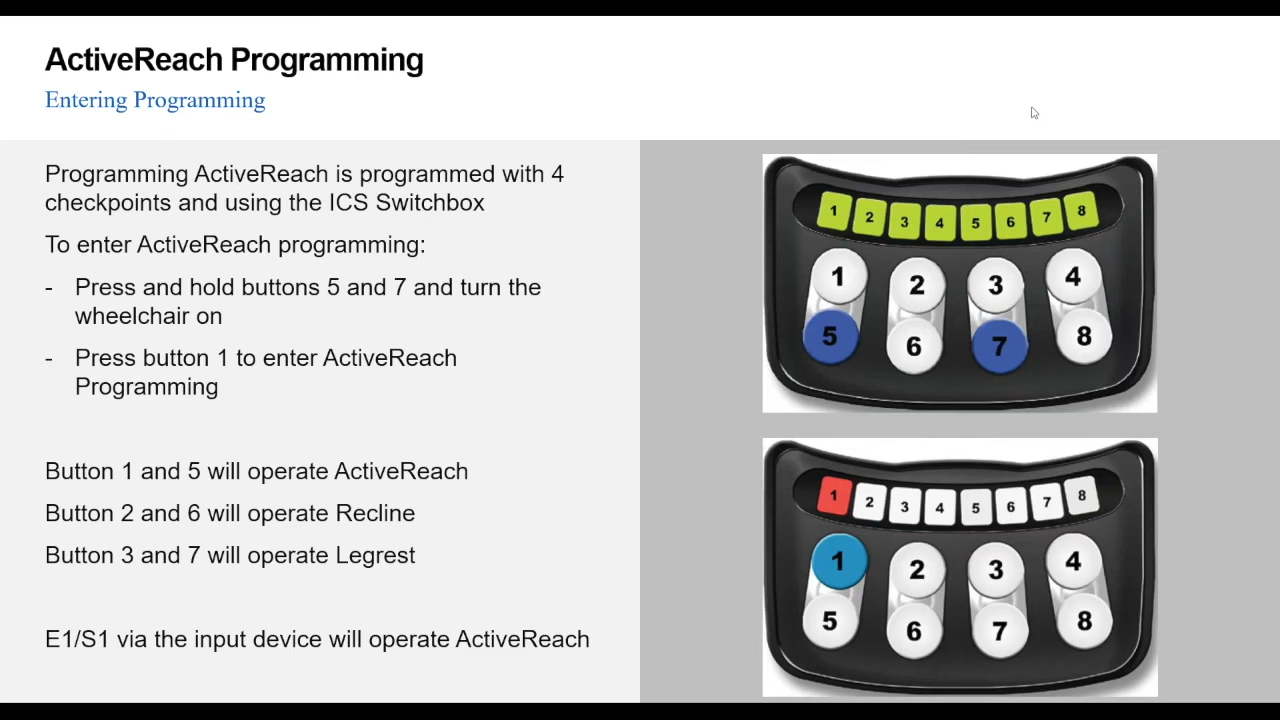 ActiveReach Programming
Entering Programming
Programming ActiveReach is programmed with 4
checkpoints and using the ICS Switchbox
To enter ActiveReach programming:
- Press and hold buttons 5 and 7 and turn the
wheelchair on
- Press button 1 to enter ActiveReach
Programming
Button 1 and 5 will operate ActiveReach
Button 2 and 6 will operate Recline
Button 3 and 7 will operate Legrest
E1/S1 via the input device will operate ActiveReach
1 2 3 4 5 6 7 8
1 2 3 4
5 6 7 8
1 2 3 4 5 6 7 8
1 2 3 4
5 6 7 8